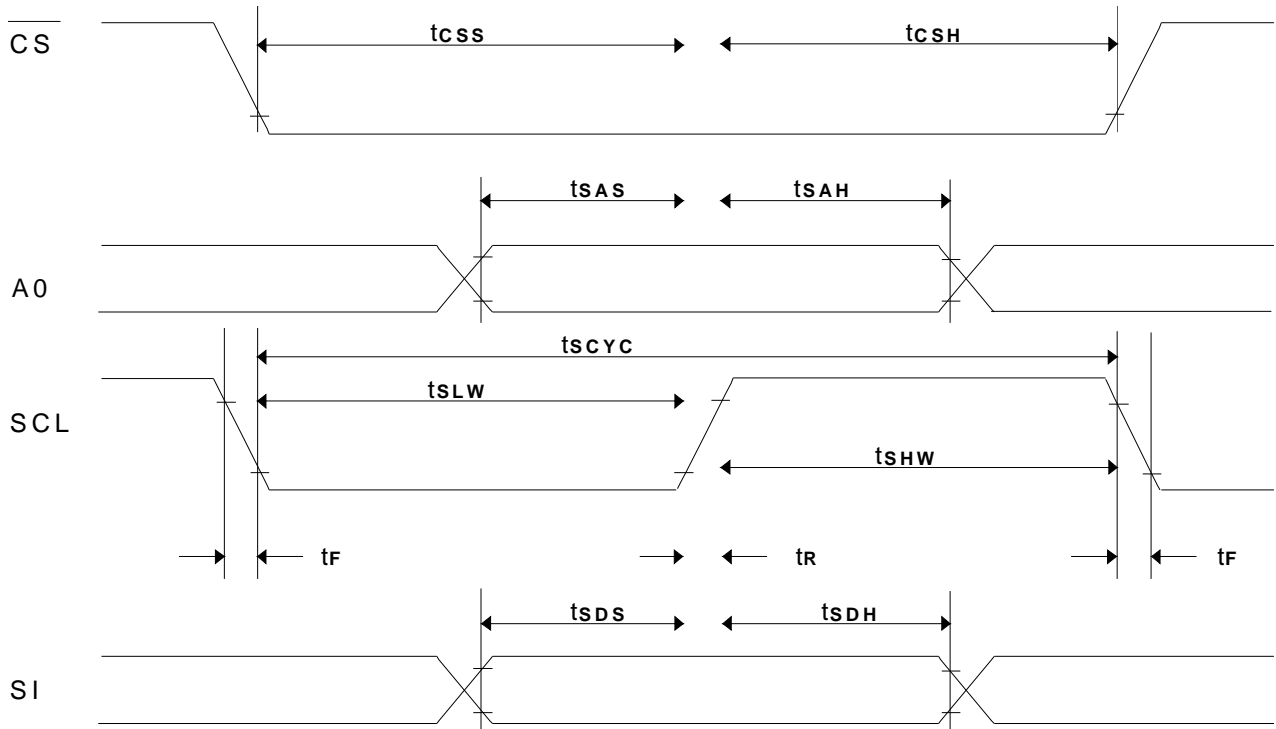 CS
tCSS
tCSH
tSAS
tSAH
A0
tSCYC
tSLW
SCL
tSHW
tF
tR
tF
tSDS
tSDH
SI